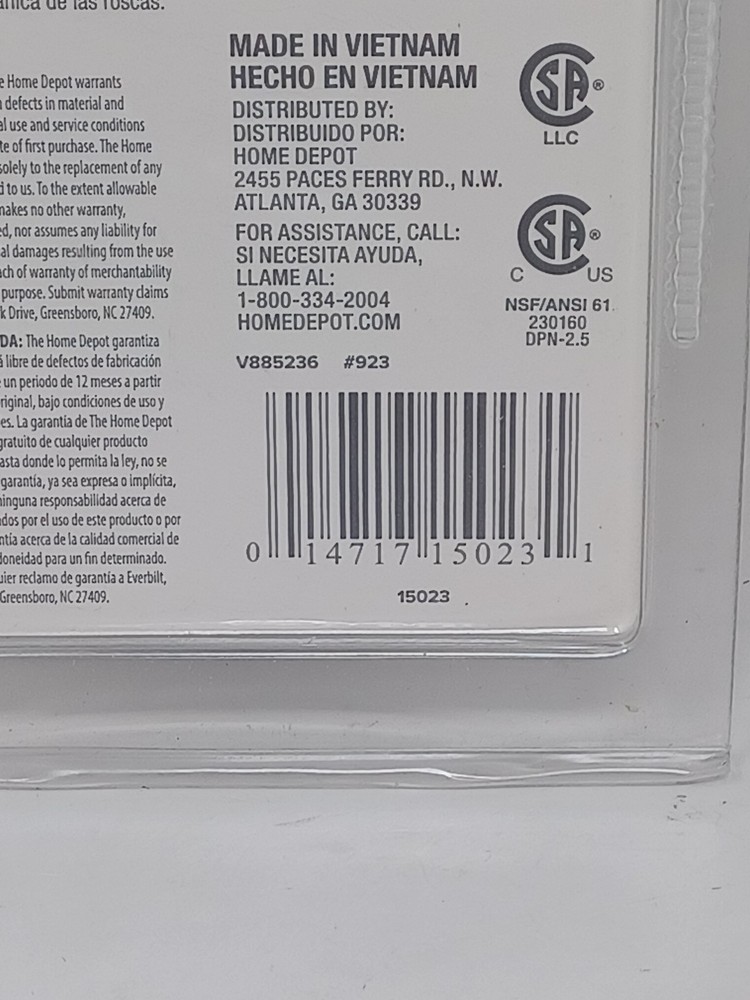 ánica de las roscas.
e Home Depot warrants
defects in material and
al use and service conditions
te of first purchase. The Home
solely to the replacement of any
d to us. To the extent allowable
makes no other warranty,
ed, nor assumes any liability for
al damages resulting from the use
ach of warranty of merchantability
purpose. Submit warranty claims
k Drive, Greensboro, NC 27409.
DA: The Home Depot garantiza
á libre de defectos de fabricación
un periodo de 12 meses a partir
riginal, bajo condiciones de uso y
es. La garantía de The Home Depot
gratuito de cualquier producto
asta donde lo permita la ley, no se
garantía, ya sea expresa o implícita,
ninguna responsabilidad acerca de
dos por el uso de este producto o por
ntía acerca de la calidad comercial de
doneidad para un fin determinado.
uier reclamo de garantía a Everbilt,
Greensboro, NC 27409.
MADE IN VIETNAM
HECHO EN VIETNAM
DISTRIBUTED BY:
DISTRIBUIDO POR:
HOME DEPOT
2455 PACES FERRY RD., N.W.
ATLANTA, GA 30339
FOR ASSISTANCE, CALL:
SI NECESITA AYUDA,
LLAME AL:
1-800-334-2004
HOMEDEPOT.COM
V885236 #923
SA®
LLC
SA®
C US
NSF/ANSI 61.
230160
DPN-2.5
0 14717 15023 1
15023